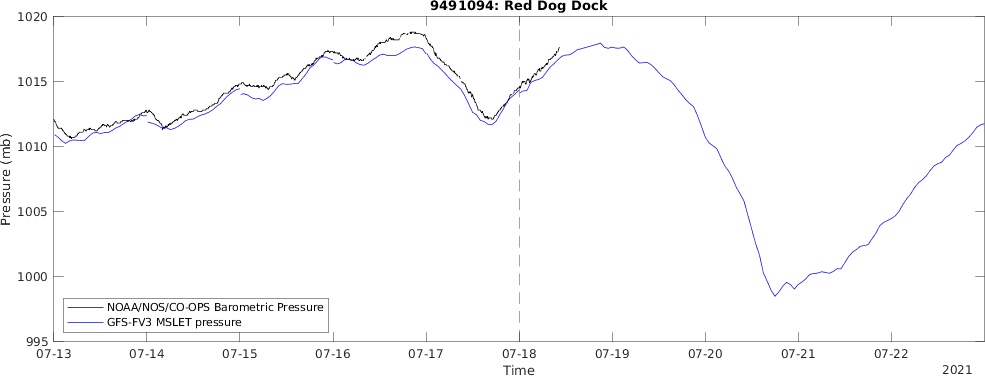 9491094: Red Dog Dock
1020
1015
1010
1005
1000
995
Pressure (mb)
NOAA/NOS/CO-OPS Barometric Pressure
GFS-FV3 MSLET pressure
07-13 07-14 07-15 07-16 07-17 07-18 07-19 07-20 07-21 07-22
Time
2021